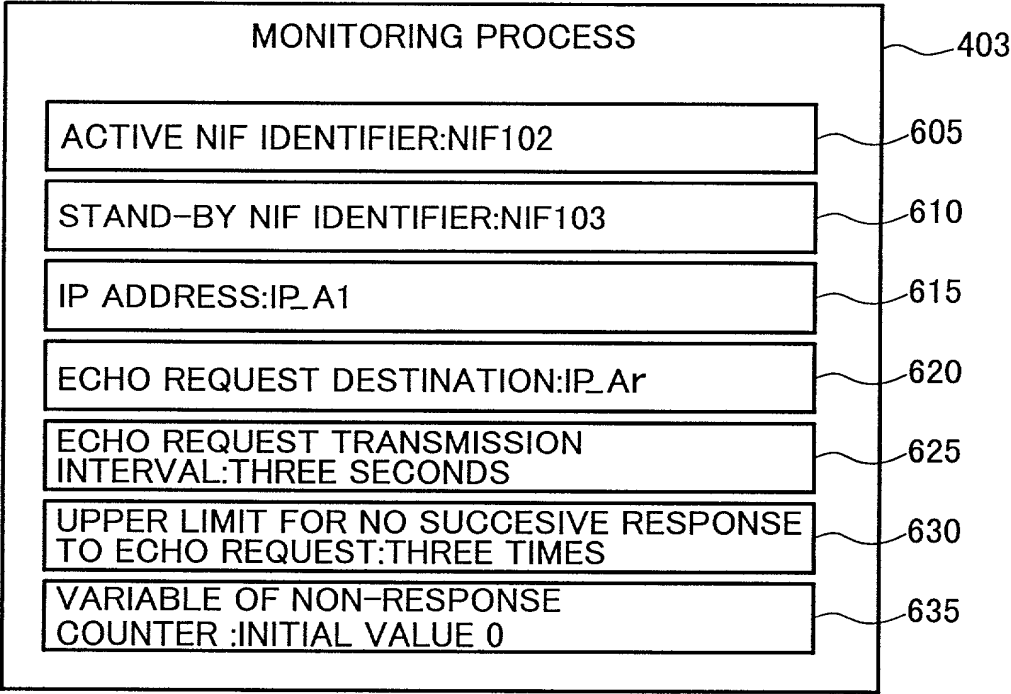 MONITORING PROCESS
403
ACTIVE NIF IDENTIFIER:NIF102
605
STAND-BY NIF IDENTIFIER:NIF103
610
IP ADDRESS:IP_A1
615
ECHO REQUEST DESTINATION:IP_Ar
620
ECHO REQUEST TRANSMISSION
INTERVAL:THREE SECONDS
625
UPPER LIMIT FOR NO SUCCESIVE RESPONSE
TO ECHO REQUEST:THREE TIMES
630
VARIABLE OF NON-RESPONSE
COUNTER :INITIAL VALUE 0
635